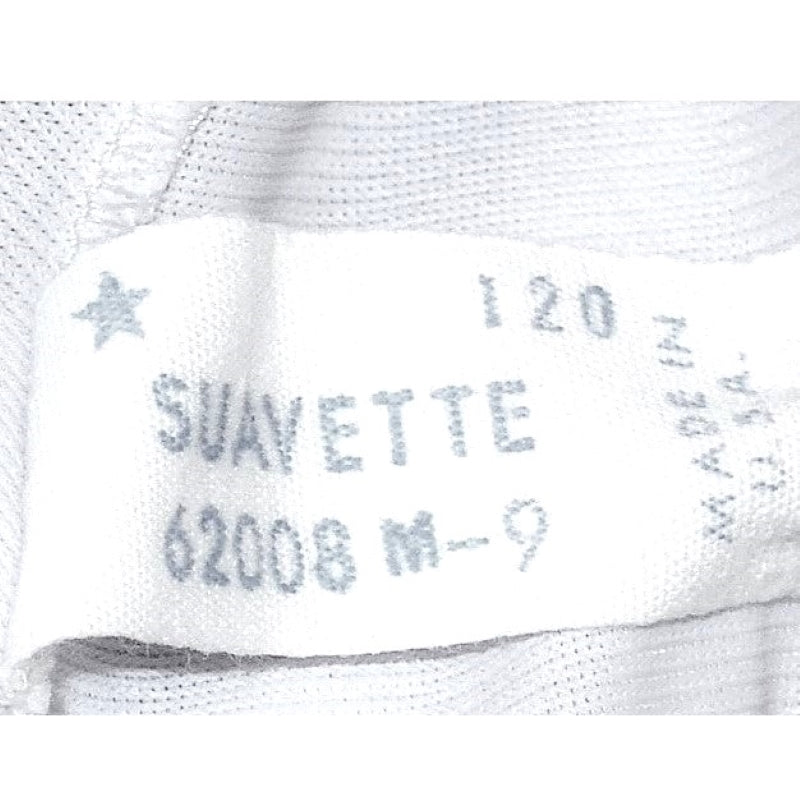 120
SUAVETTE
62008 M-9
MADE IN
U.S.A.